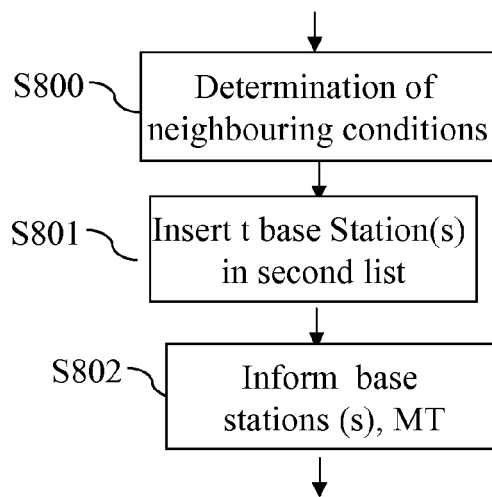 S800
Determination of
neighbouring conditions
S801
Insert t base Station(s)
in second list
S802
Inform base
stations (s), MT